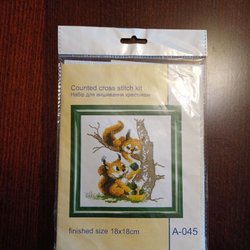 Counted cross stitch kit
Набір для вишивання хрестиком
finished size 18x18cm
A-045